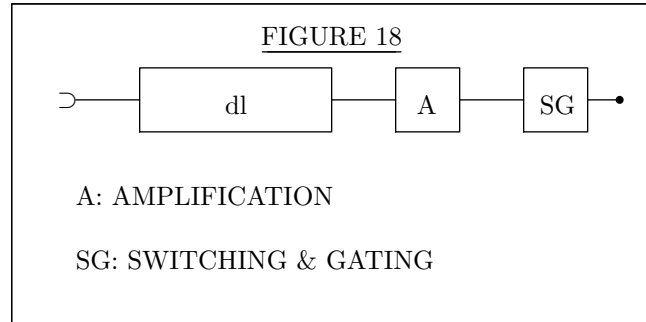 FIGURE 18
dl A SG
A: AMPLIFICATION
SG: SWITCHING & GATING